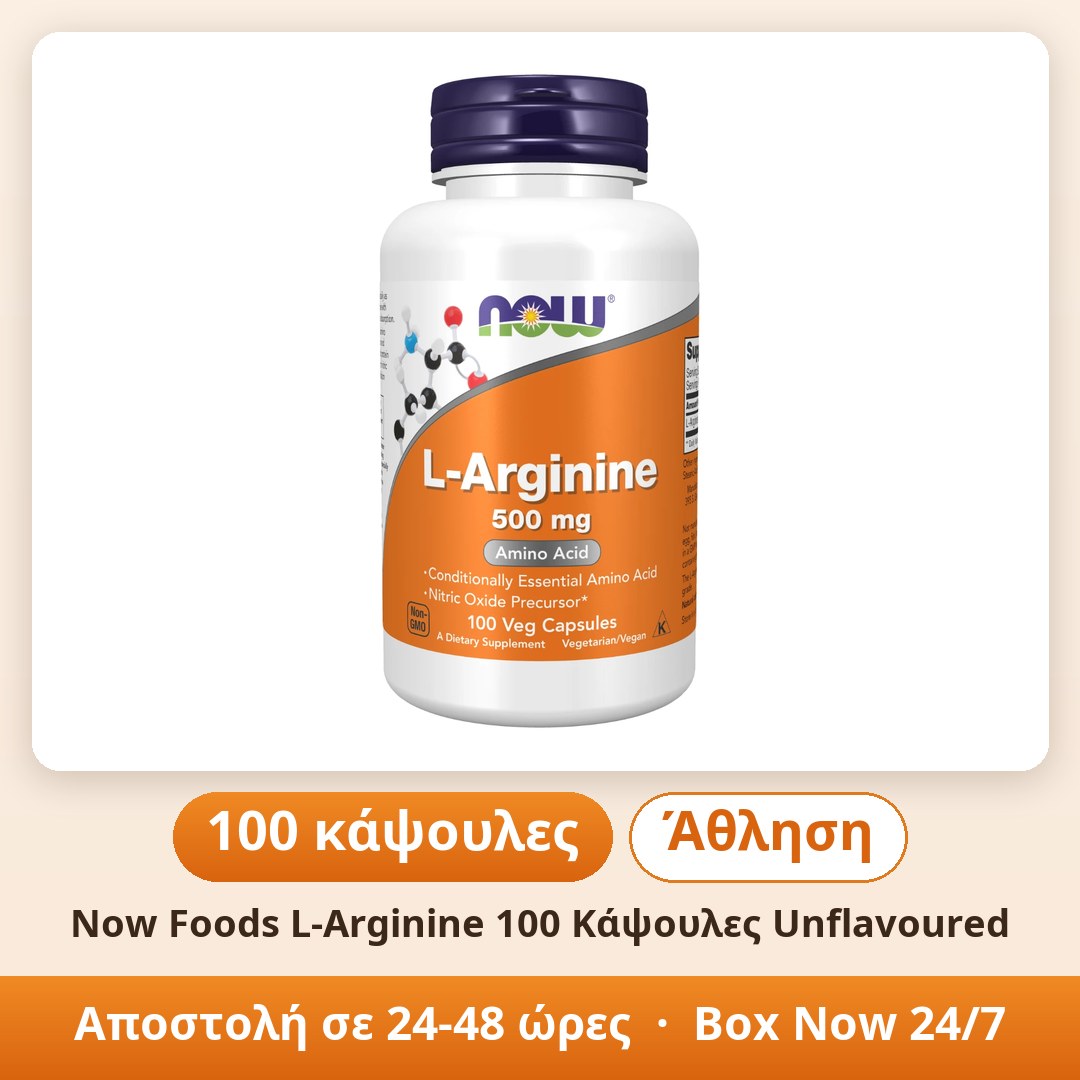 now®
L-Arginine
500 mg
Amino Acid
•Conditionally Essential Amino Acid
•Nitric Oxide Precursor*
Non-
GMO
100 Veg Capsules
K
A Dietary Supplement Vegetarian/Vegan
100 κάψουλες
Άθληση
Now Foods L-Arginine 100 Κάψουλες Unflavoured
Αποστολή σε 24-48 ώρες · Box Now 24/7